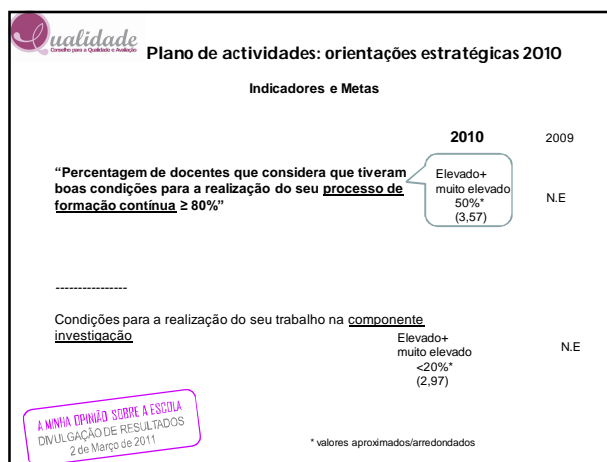 Qualidade
Conselho para a Qualidade e Avaliação
Plano de actividades: orientações estratégicas 2010
Indicadores e Metas
2010 2009
“Percentagem de docentes que considera que tiveram
boas condições para a realização do seu processo de
formação contínua ≥ 80%”
Elevado+
muito elevado
50%*
(3,57)
N.E
----------------
Condições para a realização do seu trabalho na componente
investigação
Elevado+
muito elevado
<20%*
(2,97)
N.E
A MINHA OPINIÃO SOBRE A ESCOLA
DIVULGAÇÃO DE RESULTADOS
2 de Março de 2011
* valores aproximados/arredondados